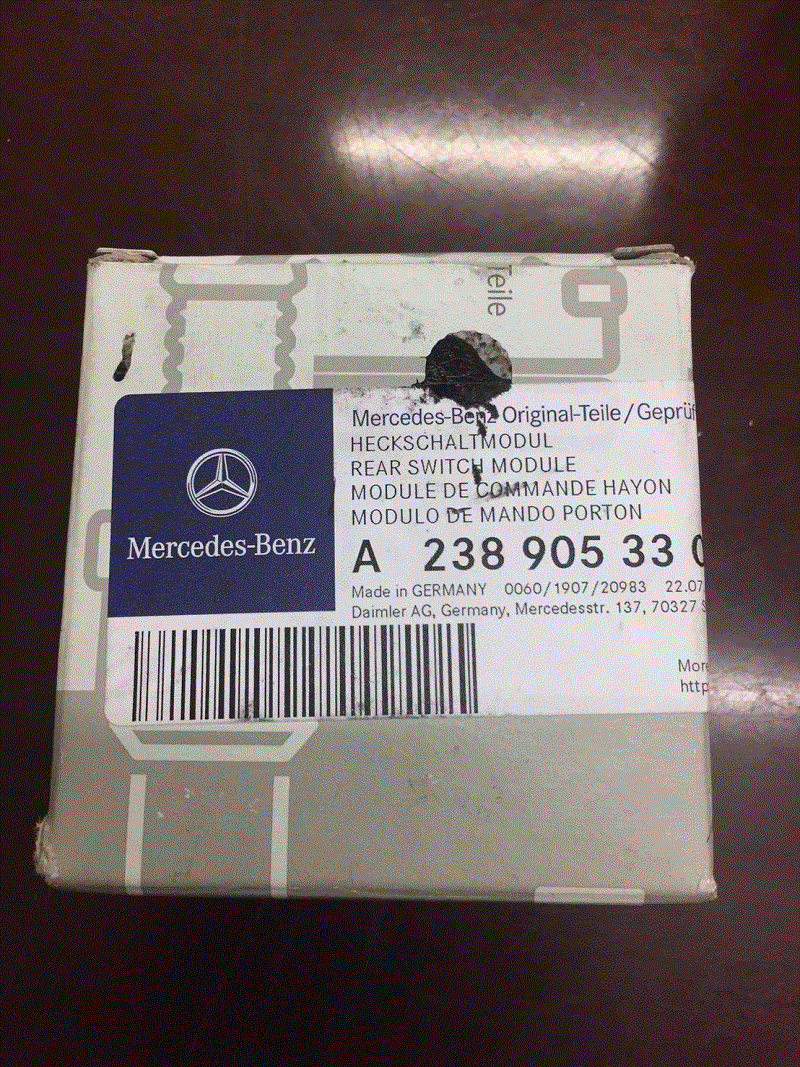 Teile
Mercedes-Benz Original-Teile/Geprüf
HECKSCHALTMODUL
REAR SWITCH MODULE
MODULE DE COMMANDE HAYON
MODULO DE MANDO PORTON
Mercedes-Benz
A 238 905 33 0
Made in GERMANY 0060/1907/20983 22.07
Daimler AG, Germany, Mercedesstr. 137, 70327 S
More
http